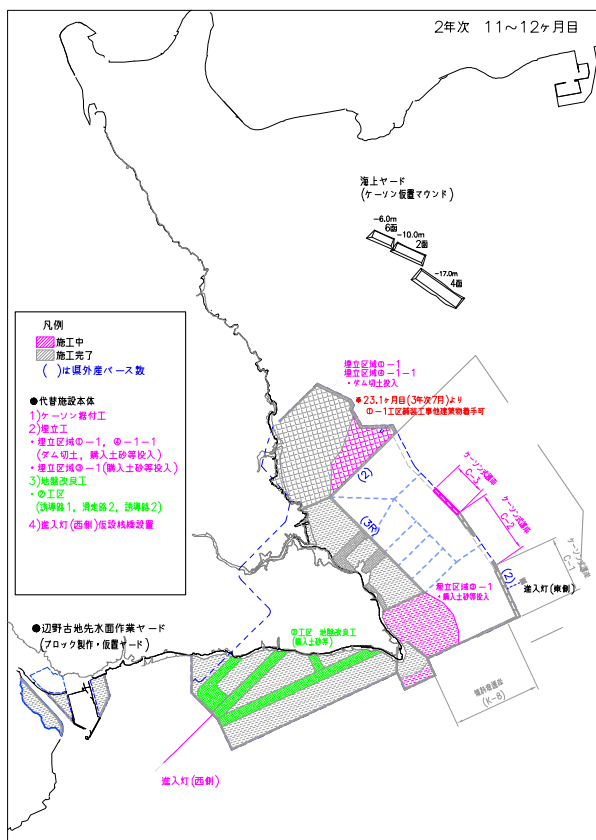 2年次 11～12ヶ月目
海上ヤード
(ケーソン仮置マウンド)
-6.0m
6函
-10.0m
2函
-17.0m
4函
凡例
施工中
施工完了
( )は県外産バース数
●代替施設本体
1)ケーソン据付工
2)埋立工
・埋立区域①-1, ④-1-1
(ダム切土, 購入土砂等投入)
・埋立区域③-1(購入土砂等投入)
3)地盤改良工
・②工区
(誘導路1, 滑走路2, 誘導路2)
4)進入灯(西側)仮設桟橋設置
埋立区域①-1
埋立区域④-1-1
・ダム切土投入
※23.1ヶ月目(3年次7月)より
①-1工区舗装工事他建築物着手可
(2)
(3R)
ケーソン式護岸
C-3
ケーソン式護岸
C-2
ケーソン式護岸
C-1
(2)
進入灯(東側)
埋立区域③-1
・購入土砂等投入
(K-8)
●辺野古地先水面作業ヤード
(ブロック製作・仮置ヤード)
②工区 地盤改良工
(購入土砂等)
進入灯(西側)